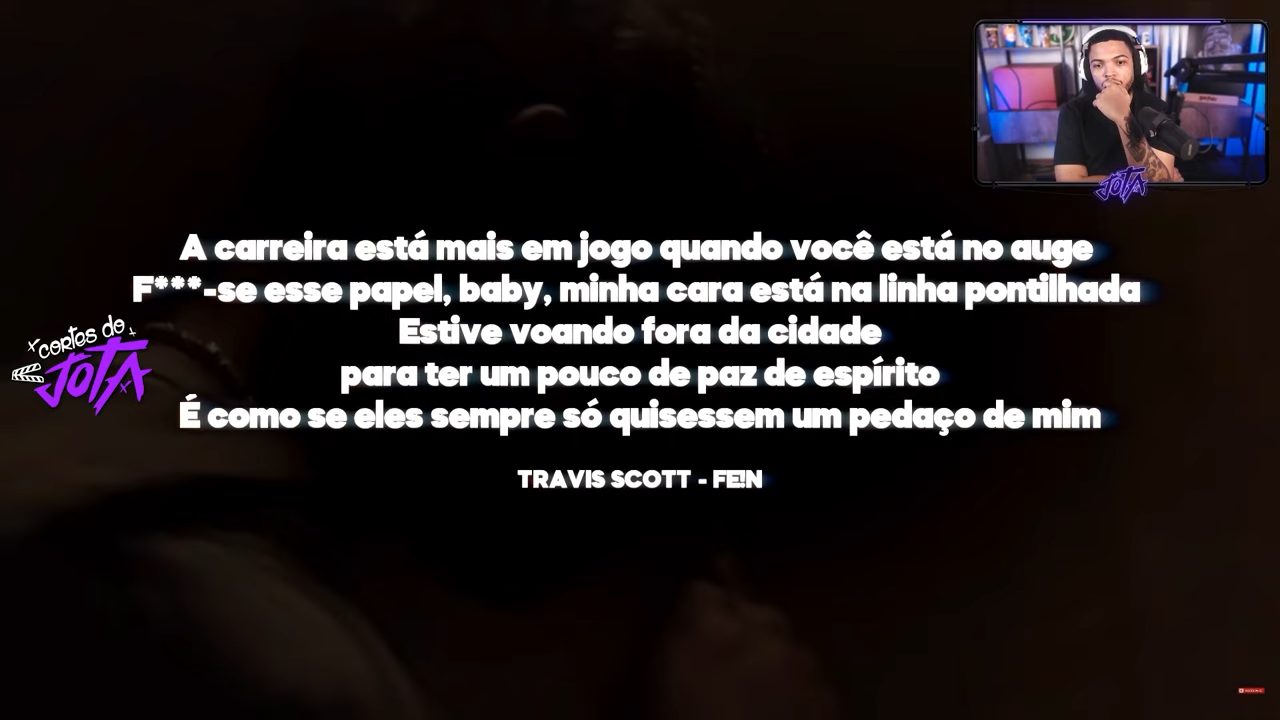 JOTA
A carreira está mais em jogo quando você está no auge
F***-se esse papel, baby, minha cara está na linha pontilhada
Estive voando fora da cidade
para ter um pouco de paz de espírito
É como se eles sempre só quisessem um pedaço de mim
cortes do
JOTA
TRAVIS SCOTT - FE!N